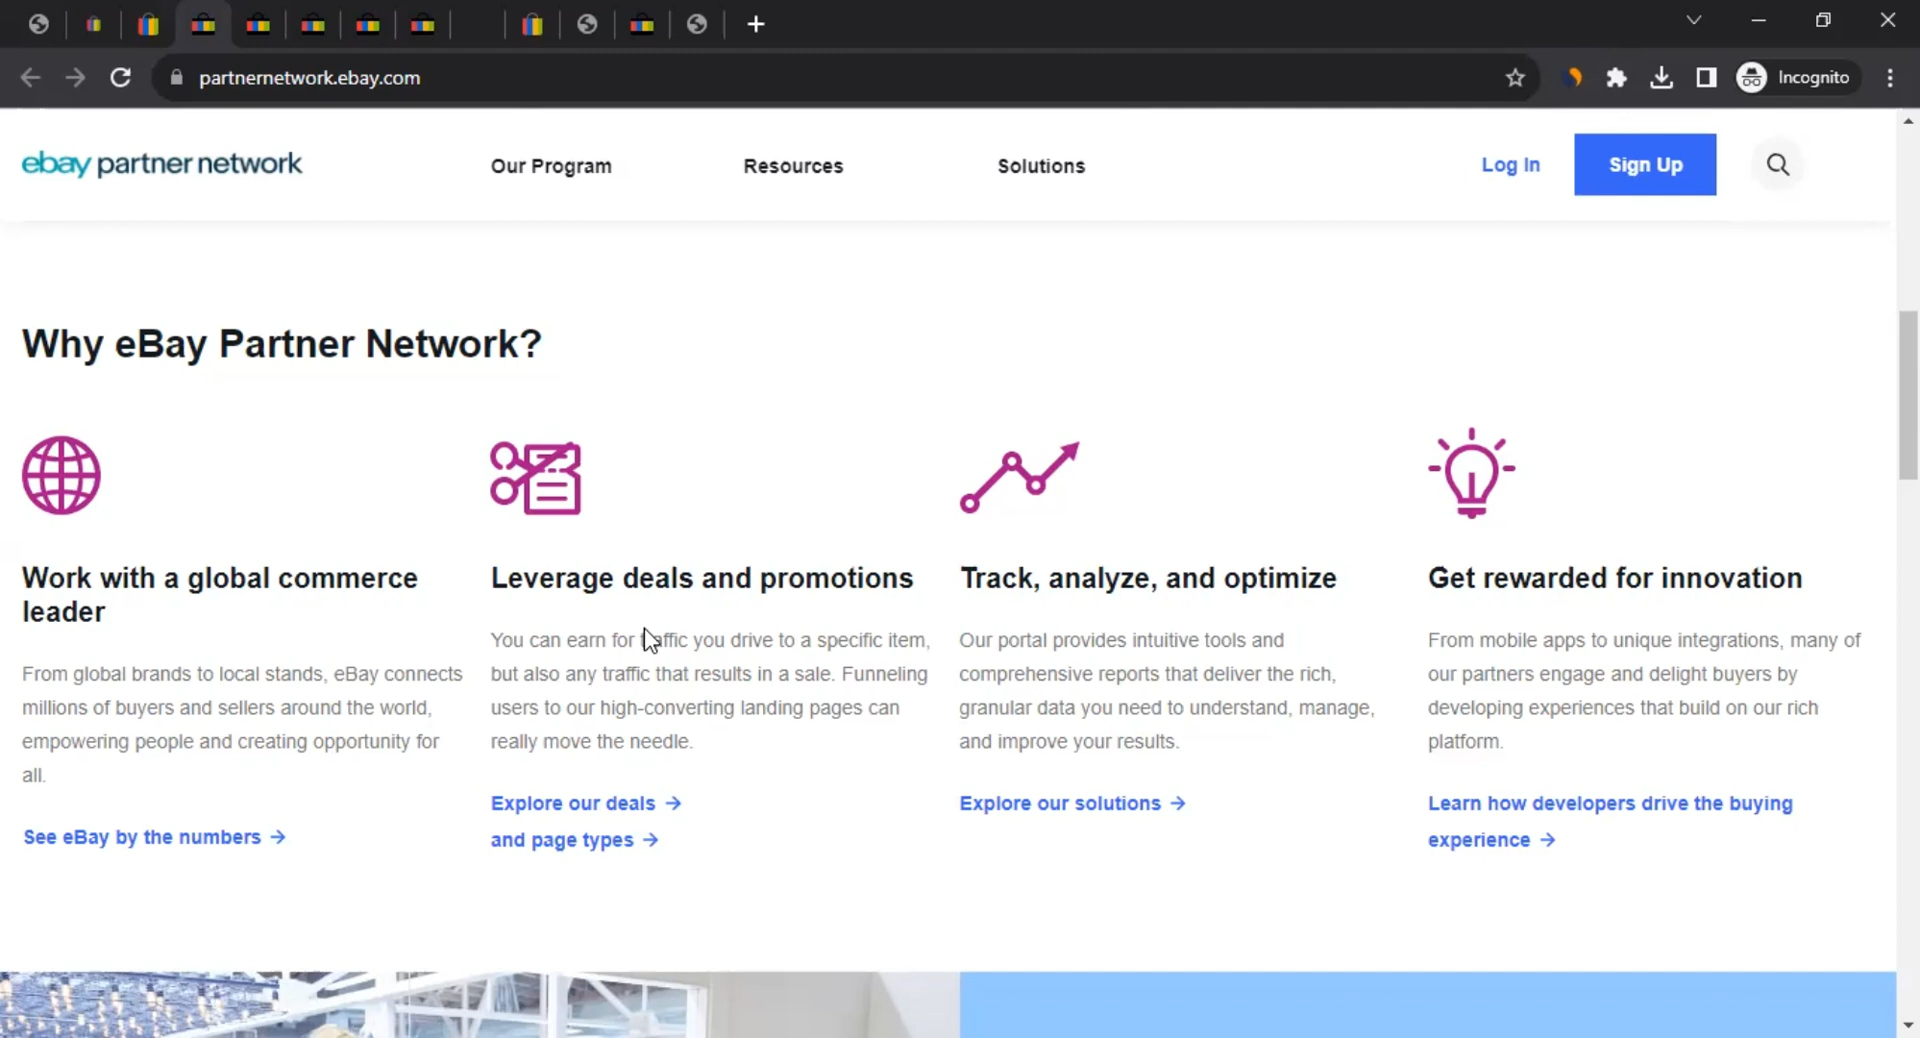 partnernetwork.ebay.com
Incognito
ebay partner network
Our Program
Resources
Solutions
Log In
Sign Up
Why eBay Partner Network?
Work with a global commerce
leader
From global brands to local stands, eBay connects
millions of buyers and sellers around the world,
empowering people and creating opportunity for
all.
See eBay by the numbers →
Leverage deals and promotions
You can earn for traffic you drive to a specific item,
but also any traffic that results in a sale. Funneling
users to our high-converting landing pages can
really move the needle.
Explore our deals →
and page types →
Track, analyze, and optimize
Our portal provides intuitive tools and
comprehensive reports that deliver the rich,
granular data you need to understand, manage,
and improve your results.
Explore our solutions →
Get rewarded for innovation
From mobile apps to unique integrations, many of
our partners engage and delight buyers by
developing experiences that build on our rich
platform.
Learn how developers drive the buying
experience →